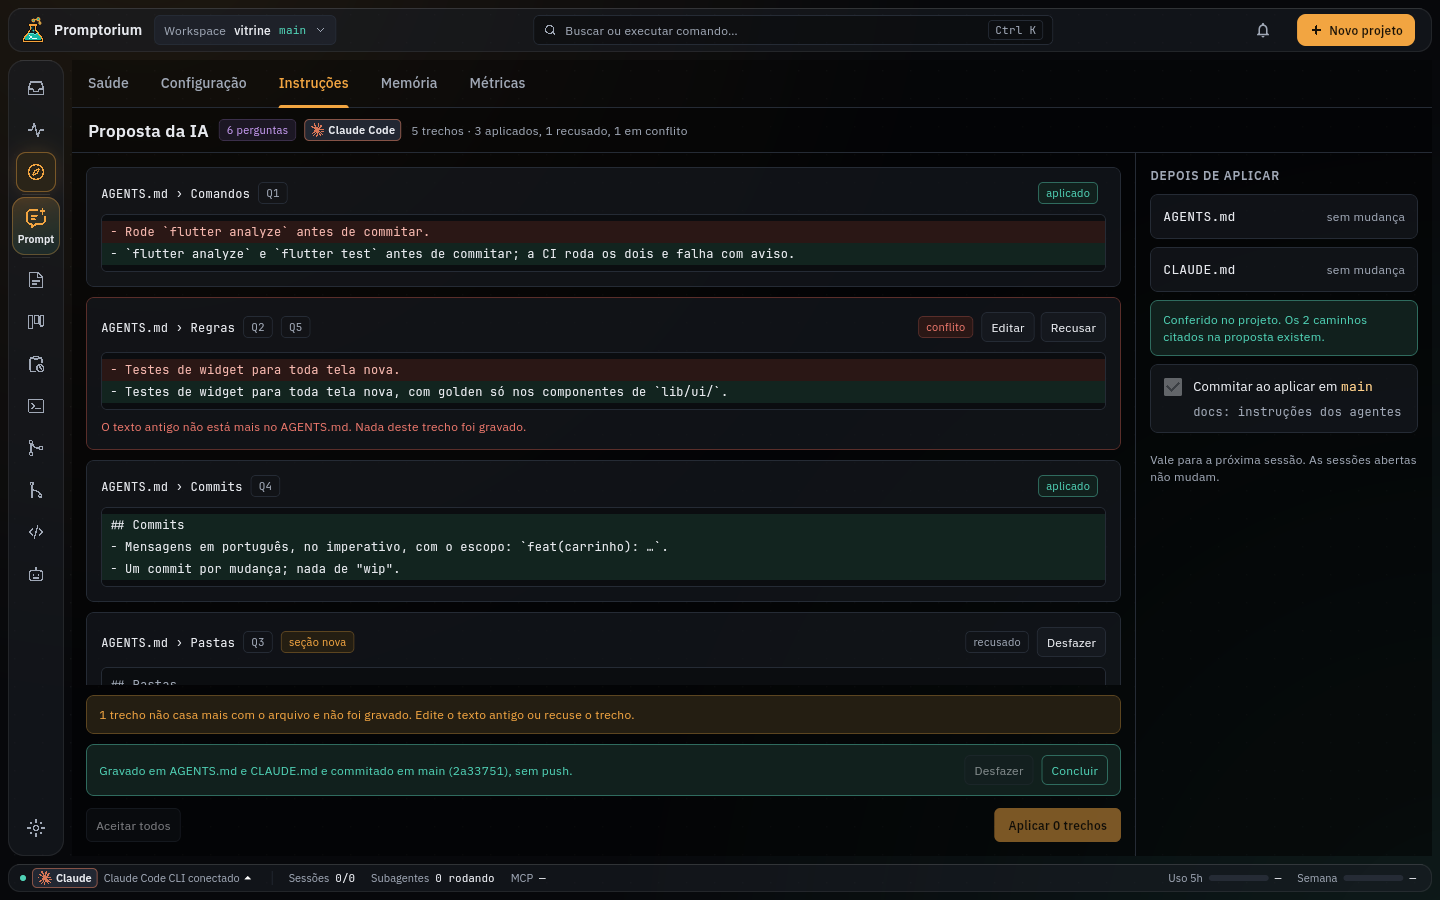 Promptorium
Workspace vitrine main
Buscar ou executar comando...
Ctrl K
+ Novo projeto
Saúde
Configuração
Instruções
Memória
Métricas
Prompt
Proposta da IA
6 perguntas
Claude Code
5 trechos · 3 aplicados, 1 recusado, 1 em conflito
AGENTS.md › Comandos Q1
aplicado
- Rode `flutter analyze` antes de commitar.
- `flutter analyze` e `flutter test` antes de commitar; a CI roda os dois e falha com aviso.
AGENTS.md › Regras Q2 Q5
conflito
Editar
Recusar
- Testes de widget para toda tela nova.
- Testes de widget para toda tela nova, com golden só nos componentes de `lib/ui/`.
O texto antigo não está mais no AGENTS.md. Nada deste trecho foi gravado.
AGENTS.md › Commits Q4
aplicado
## Commits
- Mensagens em português, no imperativo, com o escopo: `feat(carrinho): …`.
- Um commit por mudança; nada de "wip".
AGENTS.md › Pastas Q3 seção nova
recusado
Desfazer
## Pastas
1 trecho não casa mais com o arquivo e não foi gravado. Edite o texto antigo ou recuse o trecho.
Gravado em AGENTS.md e CLAUDE.md e commitado em main (2a33751), sem push.
Desfazer
Concluir
Aceitar todos
Aplicar 0 trechos
DEPOIS DE APLICAR
AGENTS.md sem mudança
CLAUDE.md sem mudança
Conferido no projeto. Os 2 caminhos
citados na proposta existem.
Commitar ao aplicar em main
docs: instruções dos agentes
Vale para a próxima sessão. As sessões abertas
não mudam.
Claude
Claude Code CLI conectado
Sessões 0/0
Subagentes 0 rodando
MCP —
Uso 5h —
Semana —